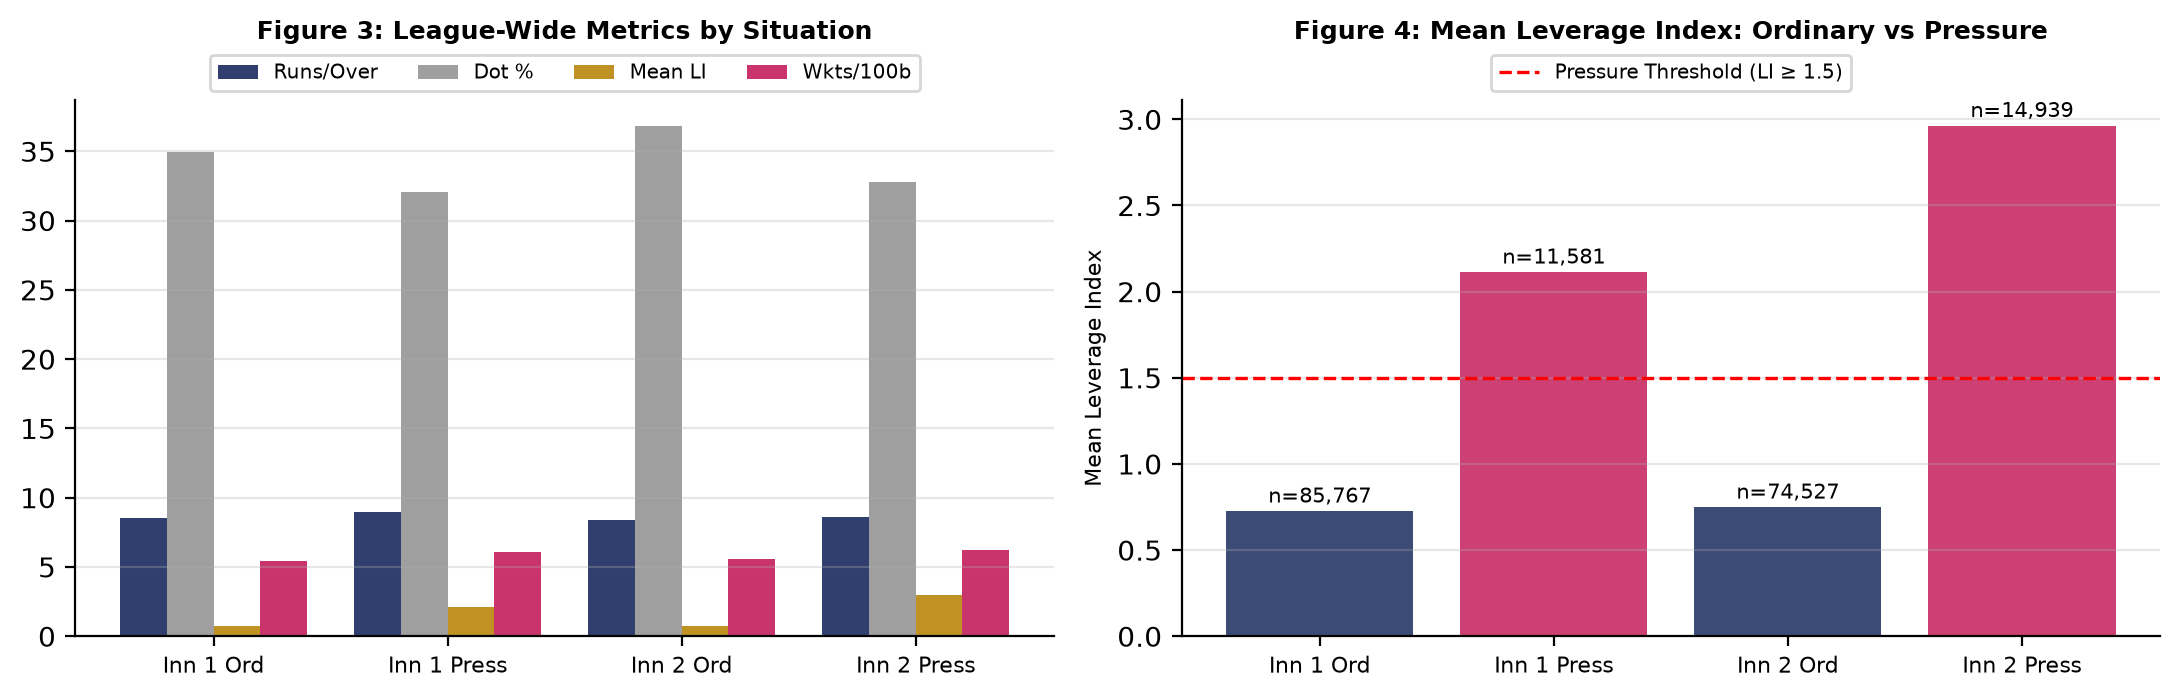 Figure 3: League-Wide Metrics by Situation
Runs/Over Dot % Mean LI Wkts/100b
35
30
25
20
15
10
5
0
Inn 1 Ord Inn 1 Press Inn 2 Ord Inn 2 Press
Figure 4: Mean Leverage Index: Ordinary vs Pressure
Pressure Threshold (LI ≥ 1.5)
Mean Leverage Index
3.0
2.5
2.0
1.5
1.0
0.5
0.0
n=85,767
n=11,581
n=74,527
n=14,939
Inn 1 Ord Inn 1 Press Inn 2 Ord Inn 2 Press